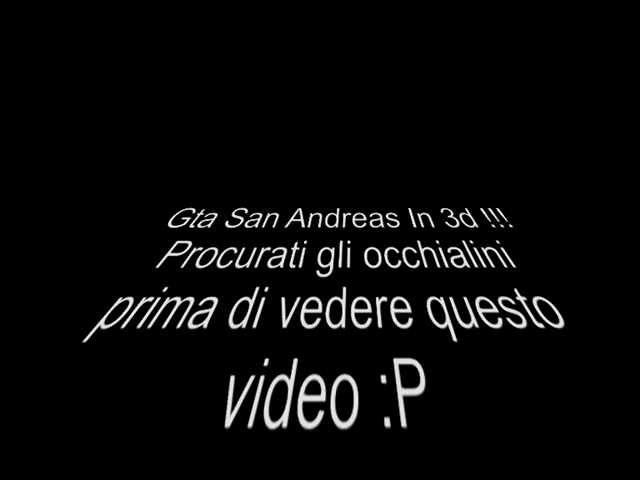 Gta San Andreas In 3d !!!
Procurati gli occhialini
prima di vedere questo
video :P